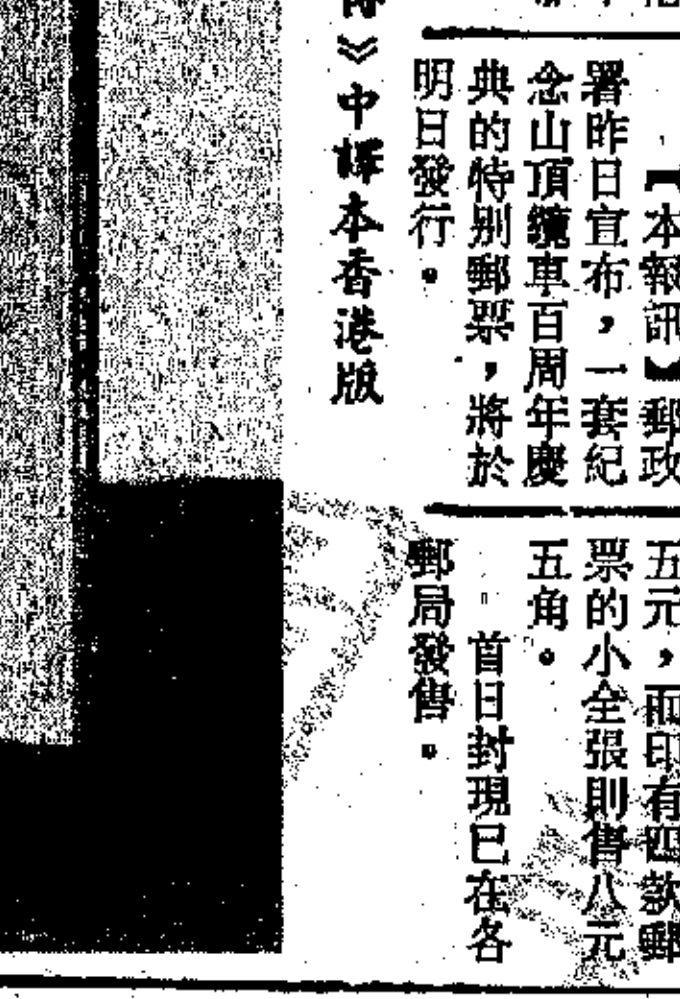 【本報訊】郵政
署昨日宣布，一套紀
念山頂纜車百周年慶
典的特別郵票，將於
明日發行。
五元，而印有四款郵
票的小全張則售八元
五角。
首日封現已在各
郵局發售。
》中譯本香港版